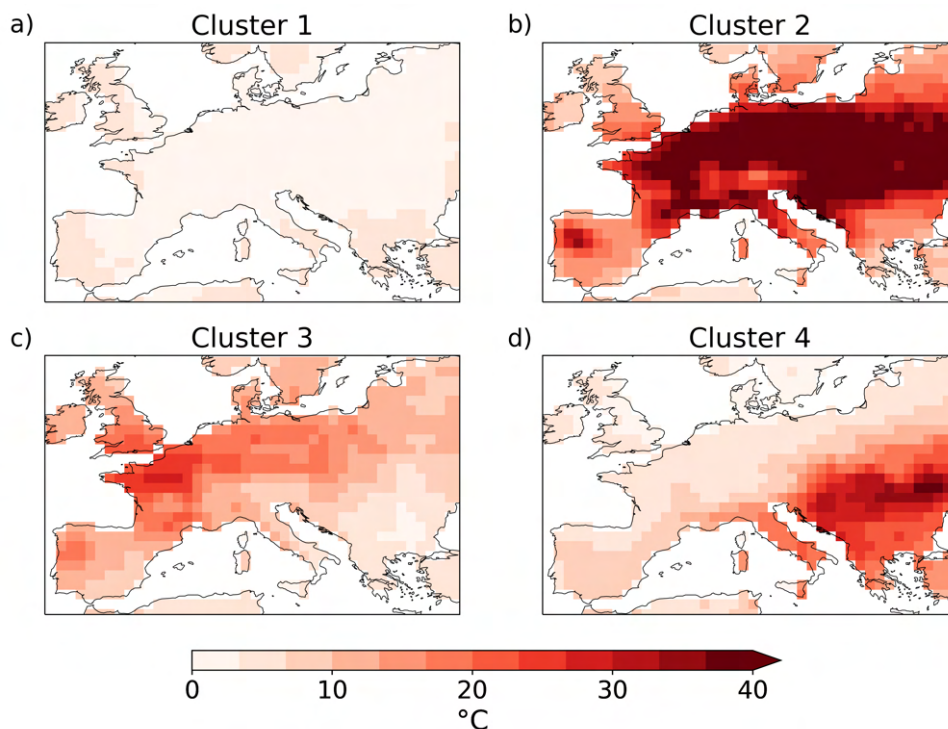 a) Cluster 1
Cluster 2 b)
c) Cluster 3
d) Cluster 4
0 10 20 30 40
°C